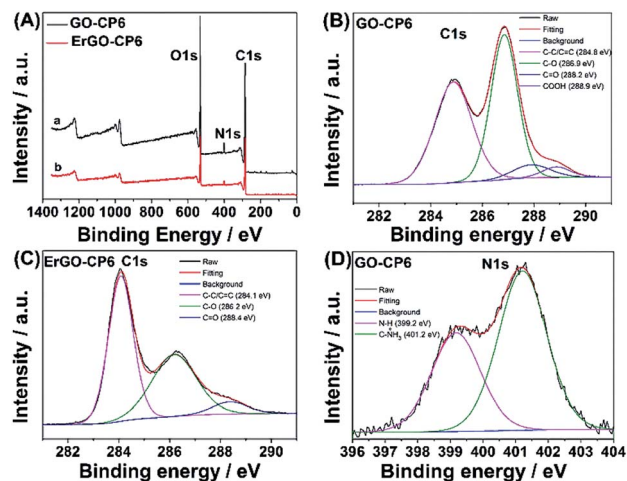 (A)
GO-CP6
ErGO-CP6
O1s
C1s
N1s
a
b
Intensity / a.u.
1400 1200 1000 800 600 400 200 0
Binding Energy / eV
(B)
GO-CP6
C1s
Raw
Fitting
Background
C-C/C=C (284.8 eV)
C-O (286.9 eV)
C=O (288.2 eV)
COOH (288.9 eV)
Intensity / a.u.
282 284 286 288 290
Binding Energy / eV
(C)
ErGO-CP6 C1s
Raw
Fitting
Background
C-C/C=C (284.1 eV)
C-O (286.2 eV)
C=O (288.4 eV)
Intensity / a.u.
282 284 286 288 290
Binding energy / eV
(D)
GO-CP6
N1s
Raw
Fitting
Background
N-H (399.2 eV)
C-N⁺H₃ (401.2 eV)
Intensity / a.u.
396 397 398 399 400 401 402 403 404
Binding energy / eV